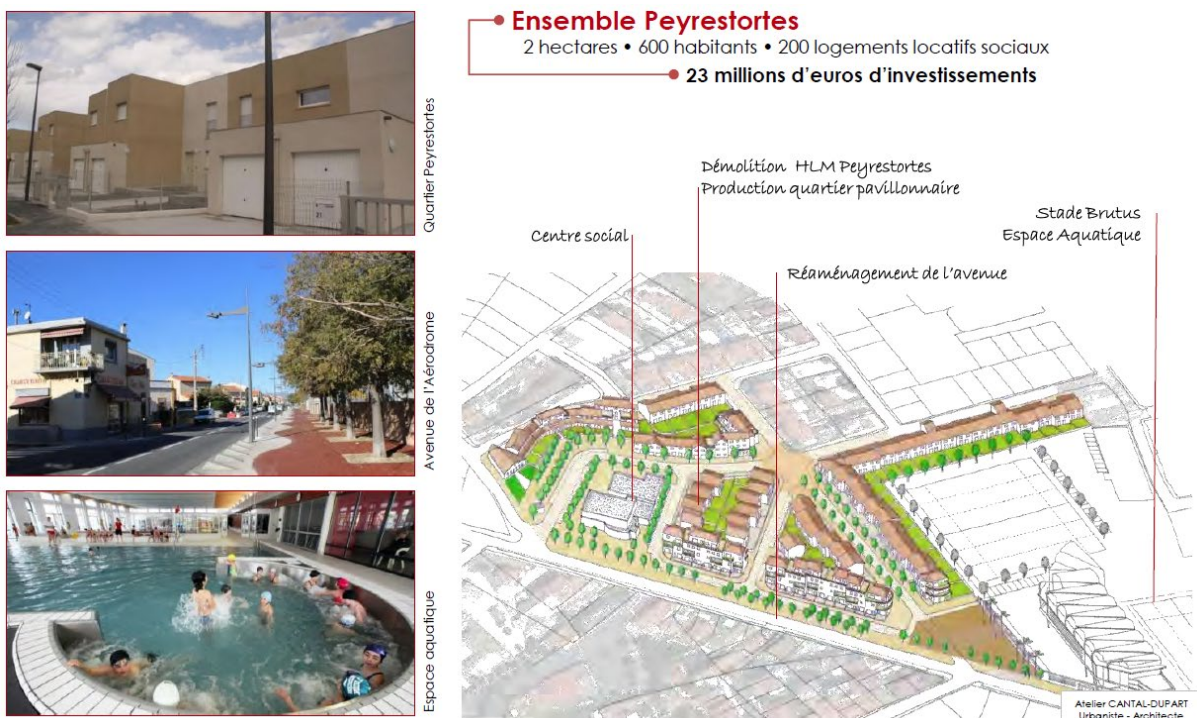 Ensemble Peyrestortes
2 hectares • 600 habitants • 200 logements locatifs sociaux
23 millions d'euros d'investissements
Quartier Peyrestortes
Avenue de l'Aérodrome
Espace aquatique
Démolition HLM Peyrestortes
Production quartier pavillonnaire
Centre social
Stade Brutus
Espace Aquatique
Réaménagement de l'avenue
Atelier CANTAL-DUPART
Urbaniste - Architecte